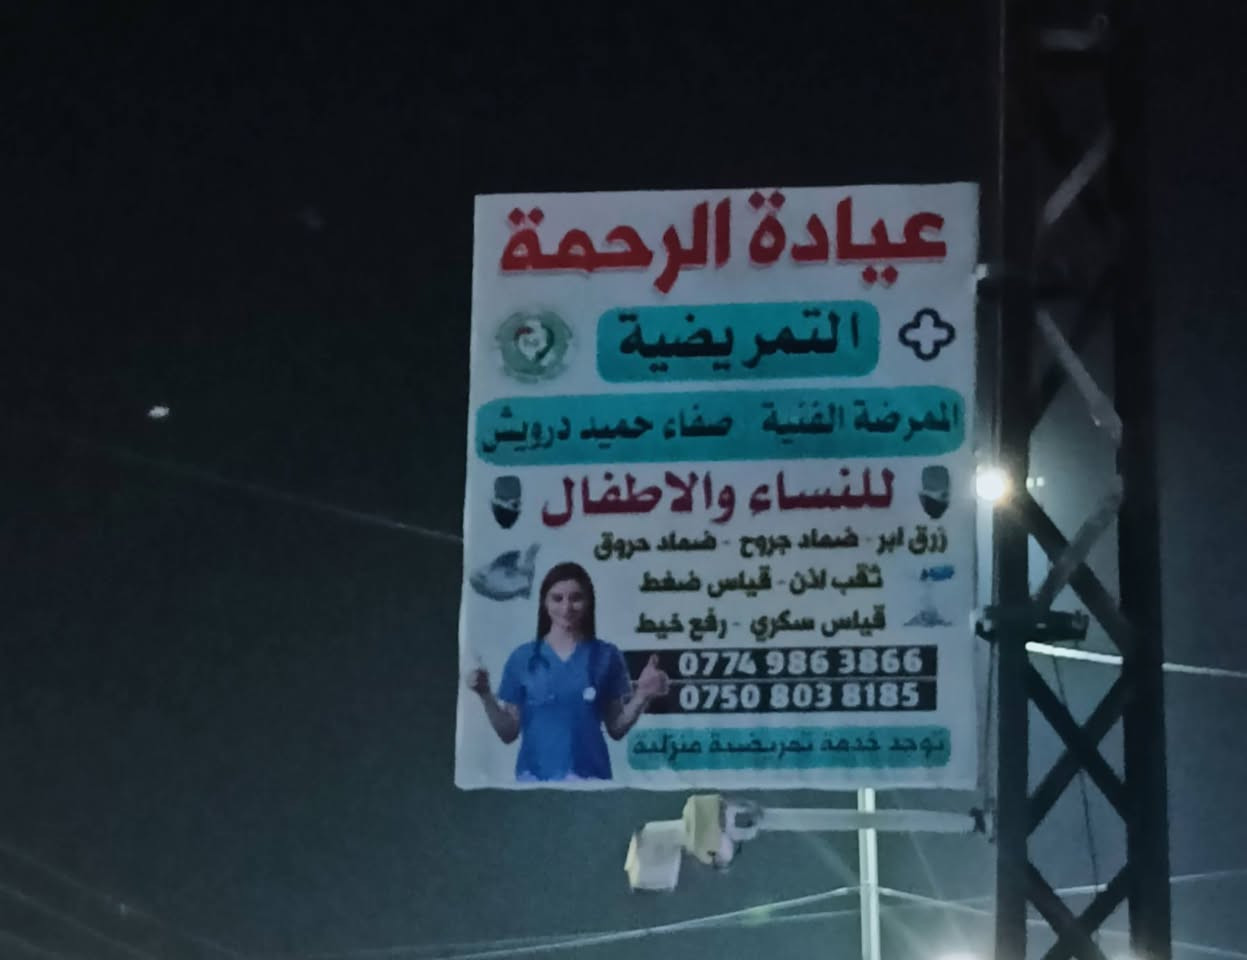 عيادة الرحمة
التمريضية
الممرضة الفنية صفاء حميد درويش
للنساء والاطفال
زرق ابر - ضماد جروح - ضماد حروق
ثقب اذن - قياس ضغط
قياس سكري - رفع خيط
0774 986 3866
0750 803 8185
توجد خدمة تمريضية منزلية